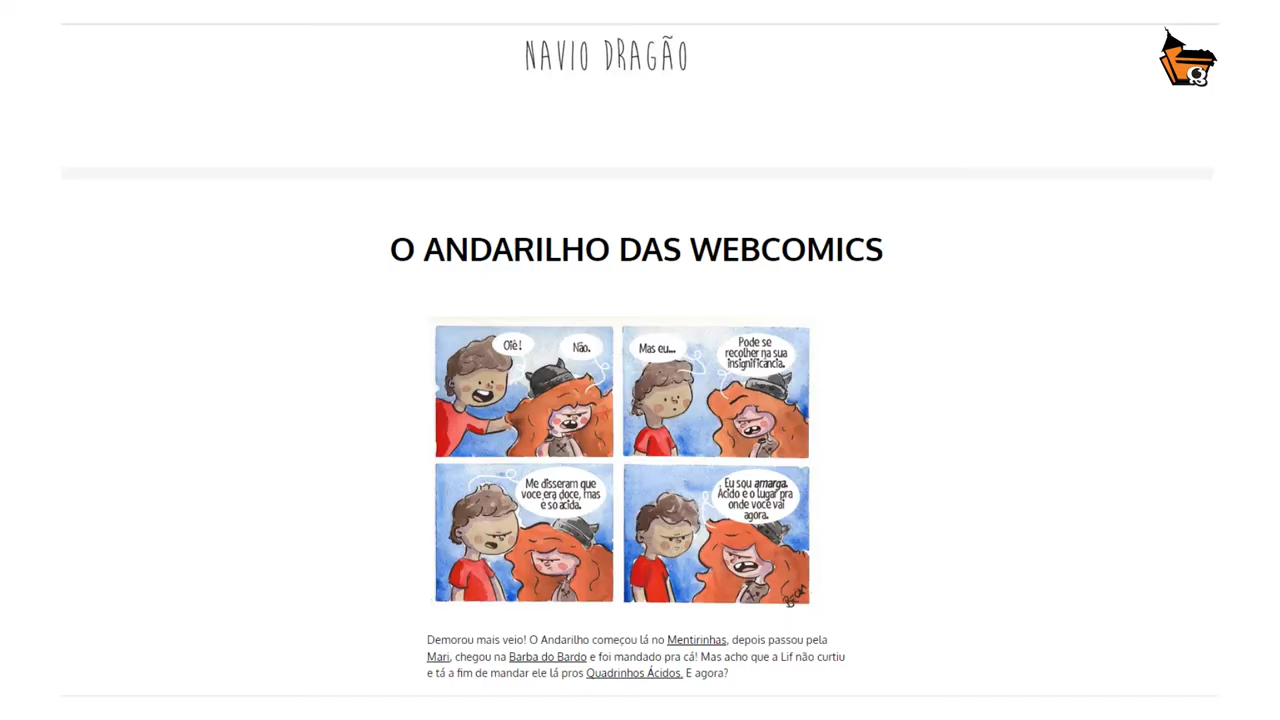 NAVIO DRAGÃO
O ANDARILHO DAS WEBCOMICS
Oiê!
Não.
Mas eu...
Pode se
recolher na sua
insignificância.
Me disseram que
você era doce, mas
é só ácida.
Eu sou amarga.
Ácido é o lugar pra
onde você vai
agora.
Demorou mais veio! O Andarilho começou lá no Mentirinhas, depois passou pela
Mari, chegou na Barba do Bardo e foi mandado pra cá! Mas acho que a Lif não curtiu
e tá a fim de mandar ele lá pros Quadrinhos Ácidos. E agora?